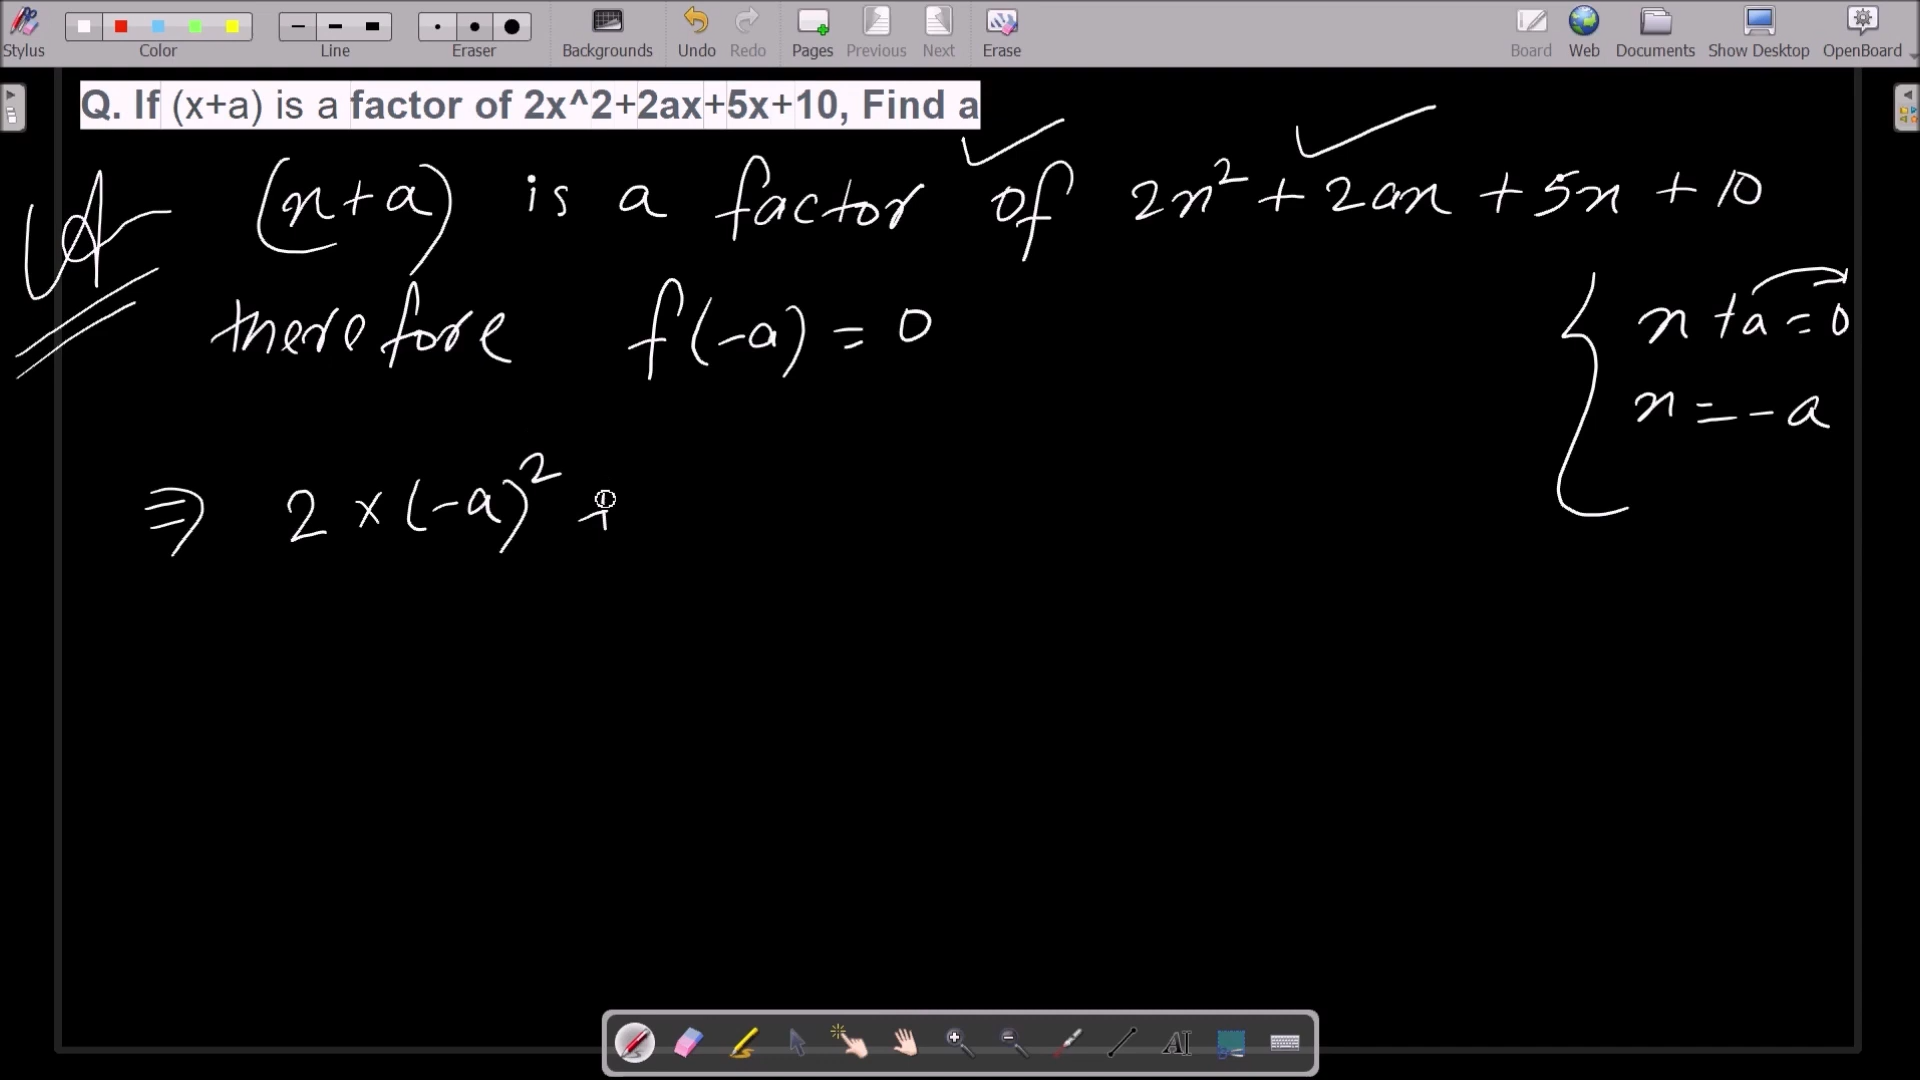 Stylus Color Line Eraser Backgrounds Undo Redo Pages Previous Next Erase Board Web Documents Show Desktop OpenBoard
Q. If (x+a) is a factor of 2x^2+2ax+5x+10, Find a
(x+a) is a factor of 2x² + 2ax + 5x + 10
therefore f(-a) = 0
x + a = 0
x = - a
⇒ 2 × (-a)² +
AI